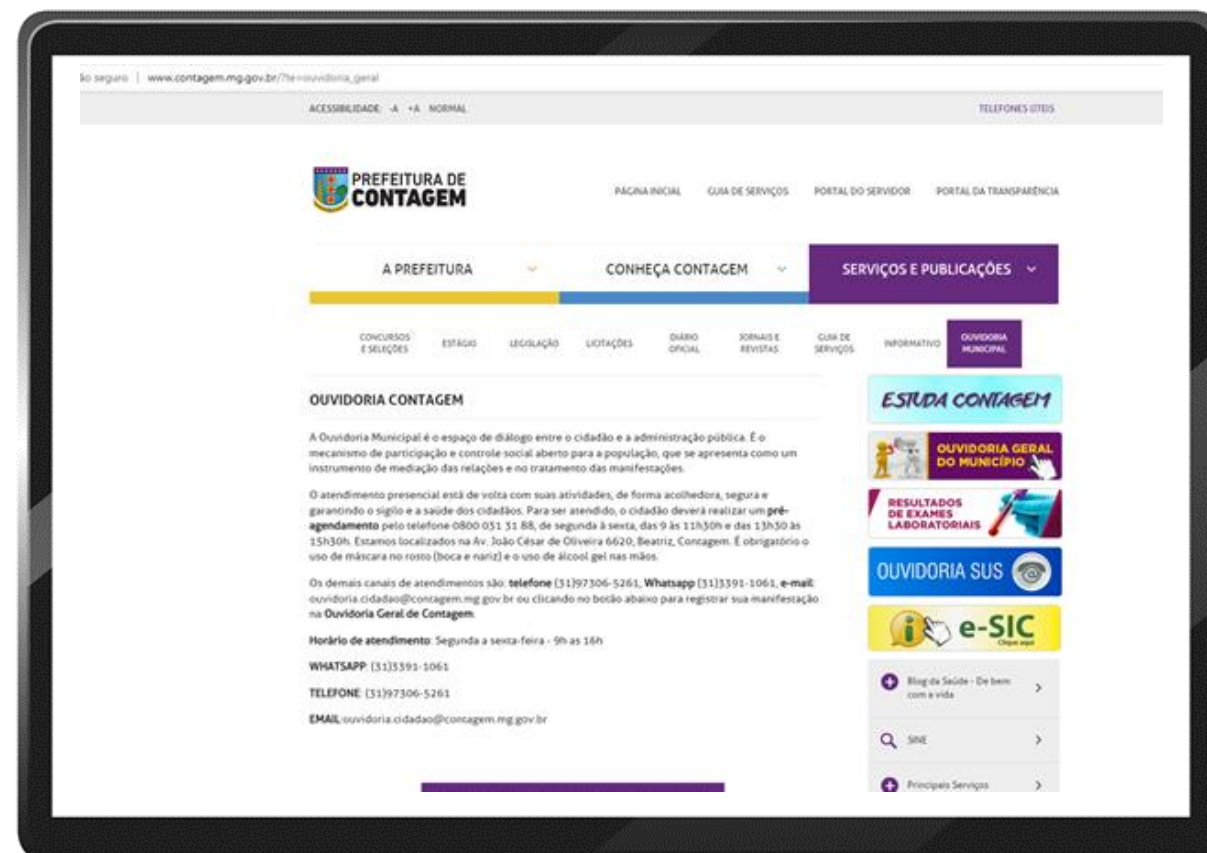 ão seguro | www.contagem.mg.gov.br/?te=ouvidoria_geral
ACESSIBILIDADE: -A +A NORMAL
TELEFONES ÚTEIS
PREFEITURA DE
CONTAGEM
PÁGINA INICIAL GUIA DE SERVIÇOS PORTAL DO SERVIDOR PORTAL DA TRANSPARÊNCIA
A PREFEITURA CONHEÇA CONTAGEM SERVIÇOS E PUBLICAÇÕES
CONCURSOS
E SELEÇÕES
ESTÁGIO
LEGISLAÇÃO
LICITAÇÕES
DIÁRIO
OFICIAL
JORNAIS E
REVISTAS
GUIA DE
SERVIÇOS
INFORMATIVO
OUVIDORIA
MUNICIPAL
OUVIDORIA CONTAGEM
A Ouvidoria Municipal é o espaço de diálogo entre o cidadão e a administração pública. É o
mecanismo de participação e controle social aberto para a população, que se apresenta como um
instrumento de mediação das relações e no tratamento das manifestações.
O atendimento presencial está de volta com suas atividades, de forma acolhedora, segura e
garantindo o sigilo e a saúde dos cidadãos. Para ser atendido, o cidadão deverá realizar um pré-
agendamento pelo telefone 0800 031 31 88, de segunda à sexta, das 9 às 11h30h e das 13h30 às
15h30h. Estamos localizados na Av. João César de Oliveira 6620, Beatriz, Contagem. É obrigatório o
uso de máscara no rosto (boca e nariz) e o uso de álcool gel nas mãos.
Os demais canais de atendimentos são: telefone (31)97306-5261, Whatsapp (31)3391-1061, e-mail:
ouvidoria.cidadao@contagem.mg.gov.br ou clicando no botão abaixo para registrar sua manifestação
na Ouvidoria Geral de Contagem:
Horário de atendimento: Segunda a sexta-feira - 9h as 16h
WHATSAPP: (31)3391-1061
TELEFONE: (31)97306-5261
EMAIL:ouvidoria.cidadao@contagem.mg.gov.br
ESTUDA CONTAGEM
OUVIDORIA GERAL
DO MUNICÍPIO
RESULTADOS
DE EXAMES
LABORATORIAIS
OUVIDORIA SUS
e-SIC
Clique aqui
Blog da Saúde - De bem
com a vida
SINE
Principais Serviços